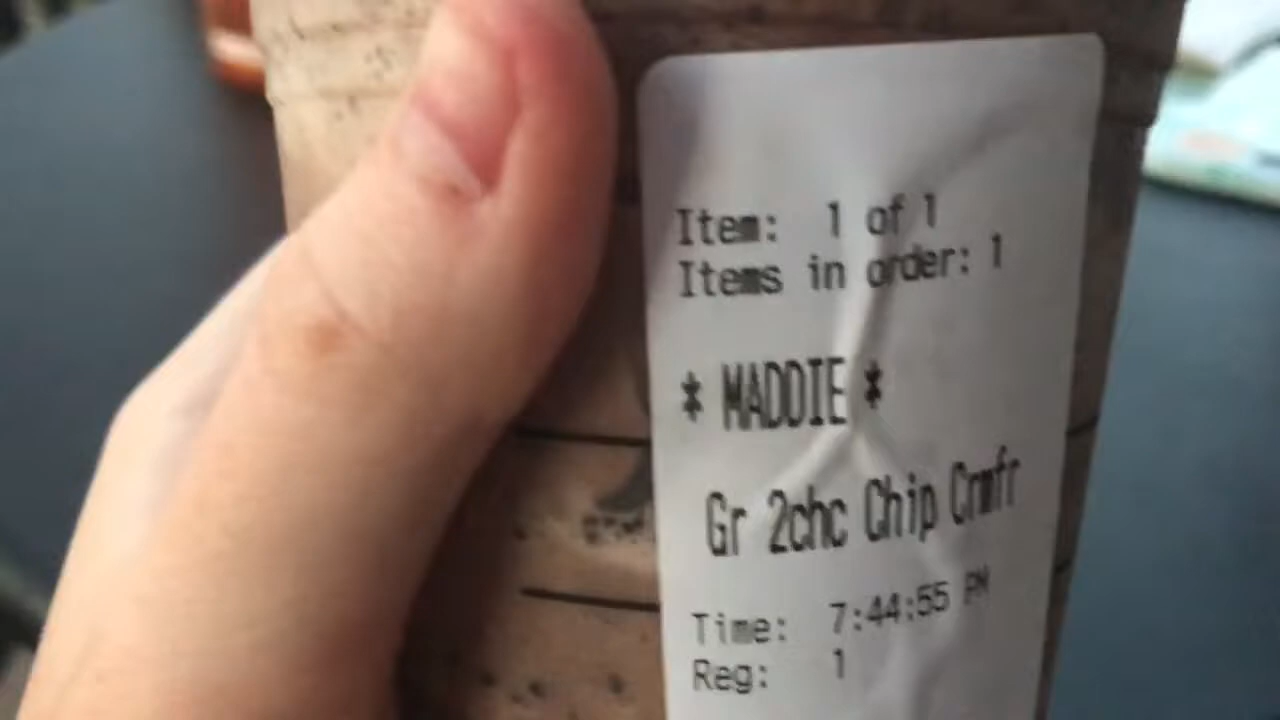 Item: 1 of 1
Items in order: 1
* MADDIE *
Gr 2chc Chip Crmfr
Time: 7:44:55 PM
Reg: 1